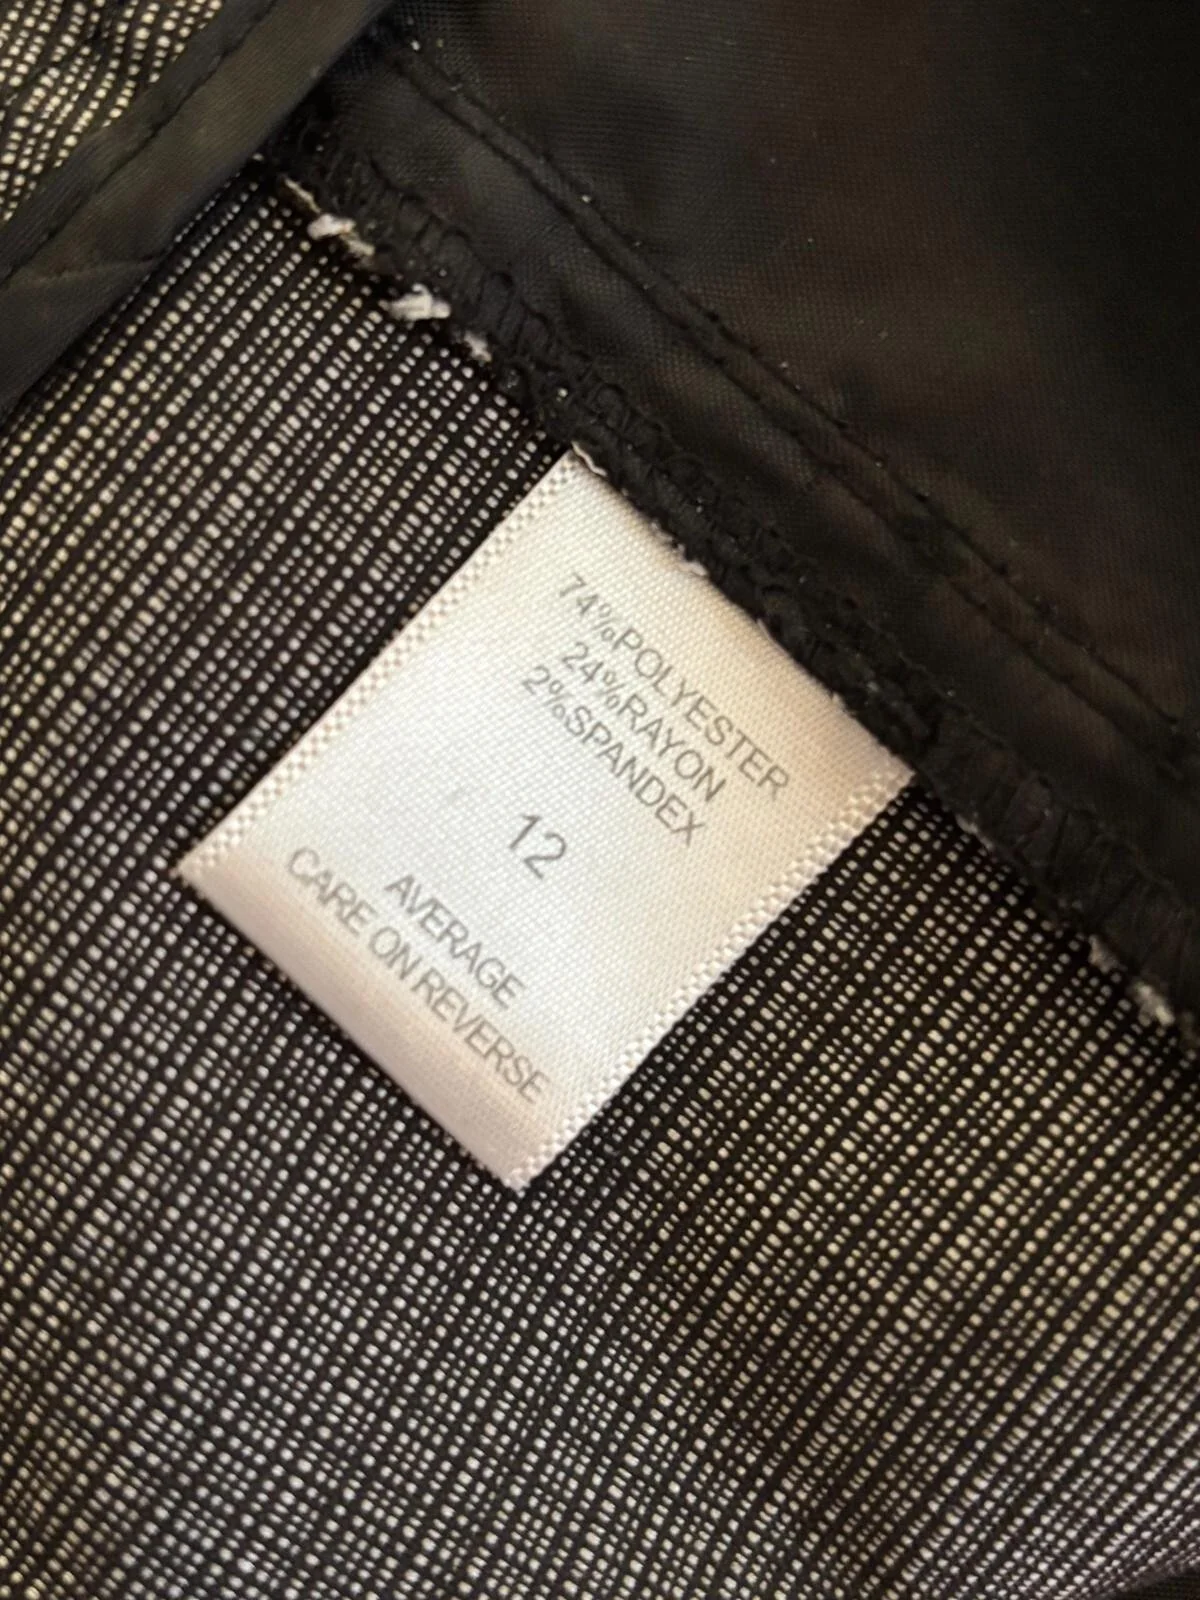 74%POLYESTER
24%RAYON
2%SPANDEX
12
AVERAGE
CARE ON REVERSE